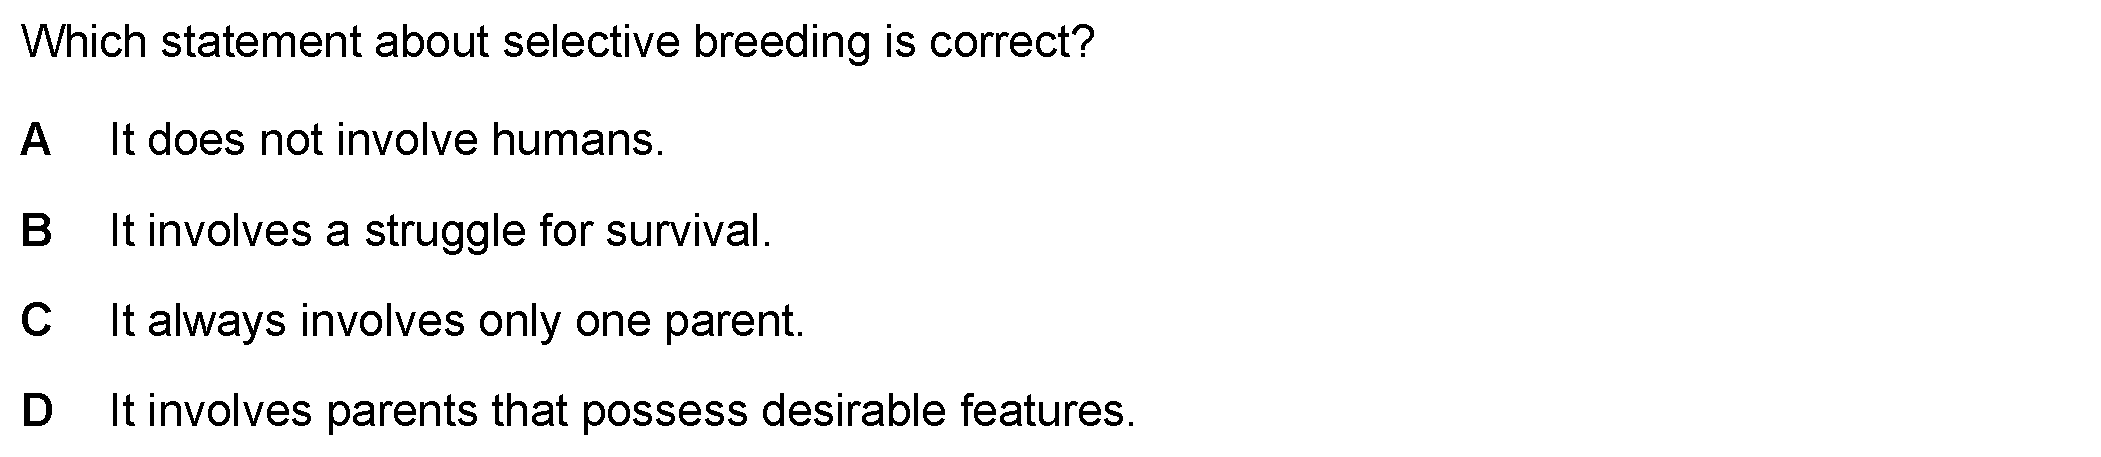 Which statement about selective breeding is correct?
A It does not involve humans.
B It involves a struggle for survival.
C It always involves only one parent.
D It involves parents that possess desirable features.